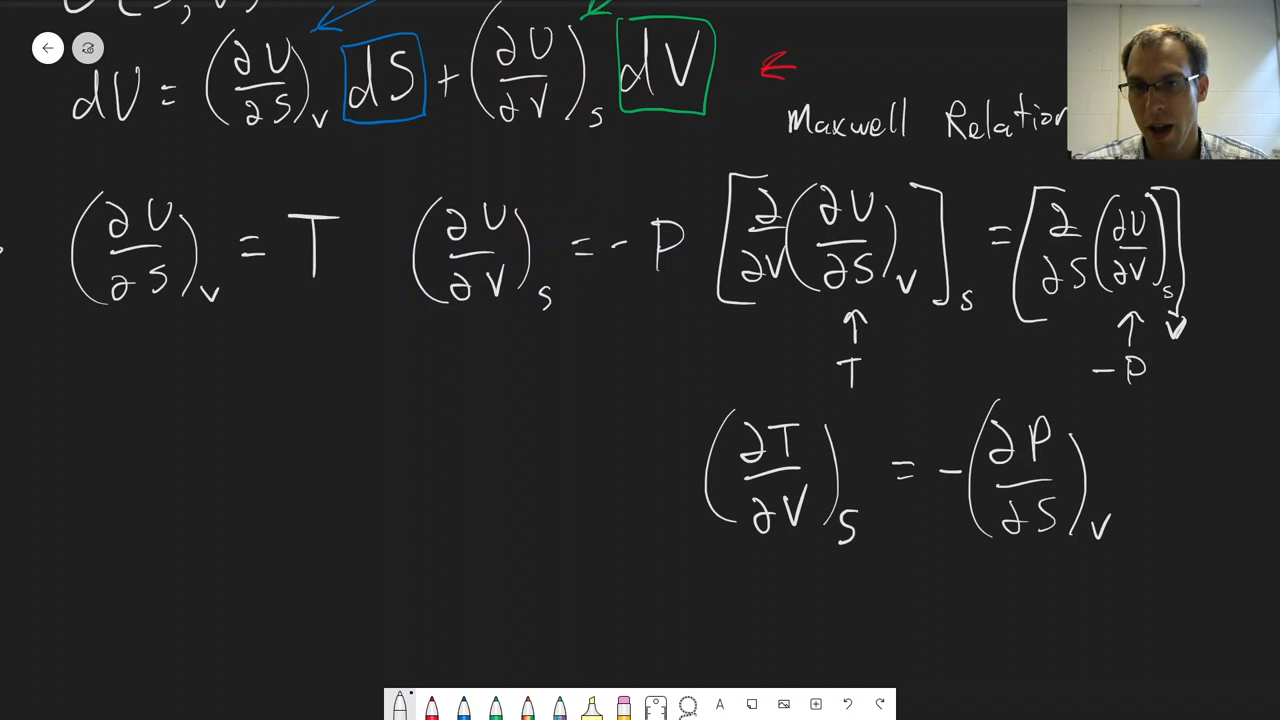 U(S, V)
dU = (∂U/∂S)_V dS + (∂U/∂V)_S dV ←
Maxwell Relation
(∂U/∂S)_V = T (∂U/∂V)_S = - P [∂/∂V (∂U/∂S)_V]_S = [∂/∂S (∂U/∂V)_S]_V
↑ ↑
T -P
(∂T/∂V)_S = -(∂P/∂S)_V
A